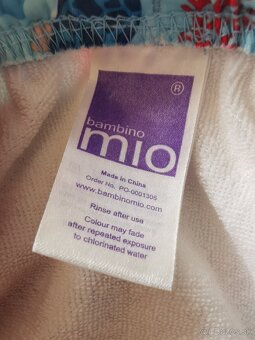 bambino
mio
®
Made in China
Order No. PO-0001305
www.bambinomio.com
Rinse after use
Colour may fade
after repeated exposure
to chlorinated water